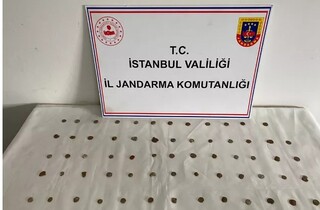 T.C.
İSTANBUL VALİLİĞİ
İL JANDARMA KOMUTANLIĞI